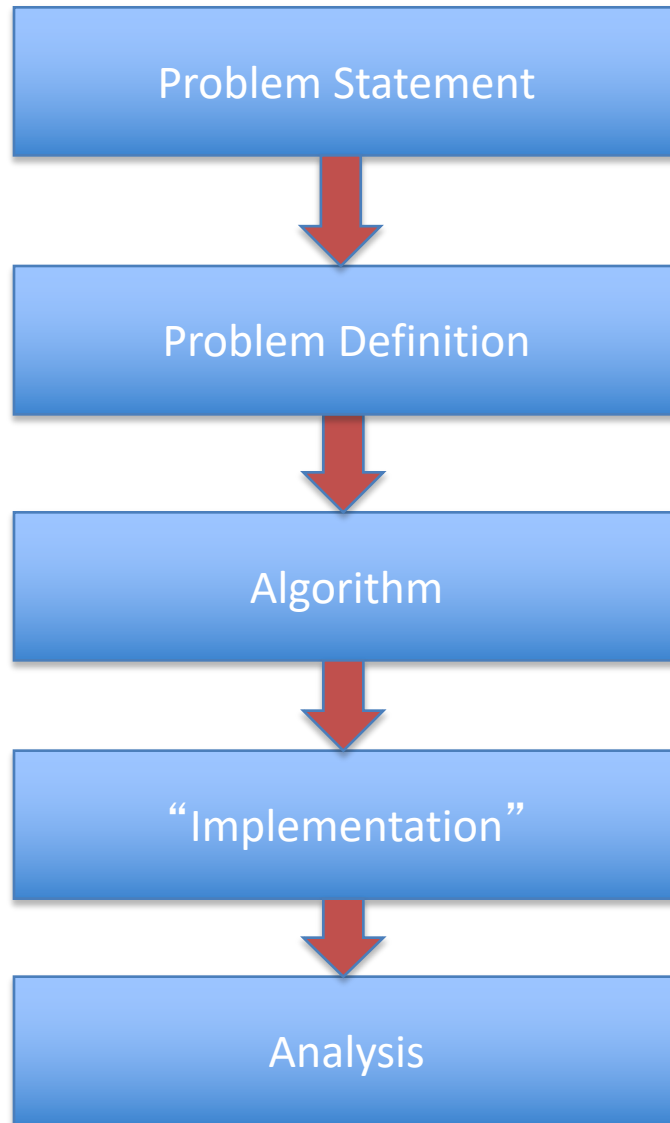 Problem Statement
Problem Definition
Algorithm
“Implementation”
Analysis